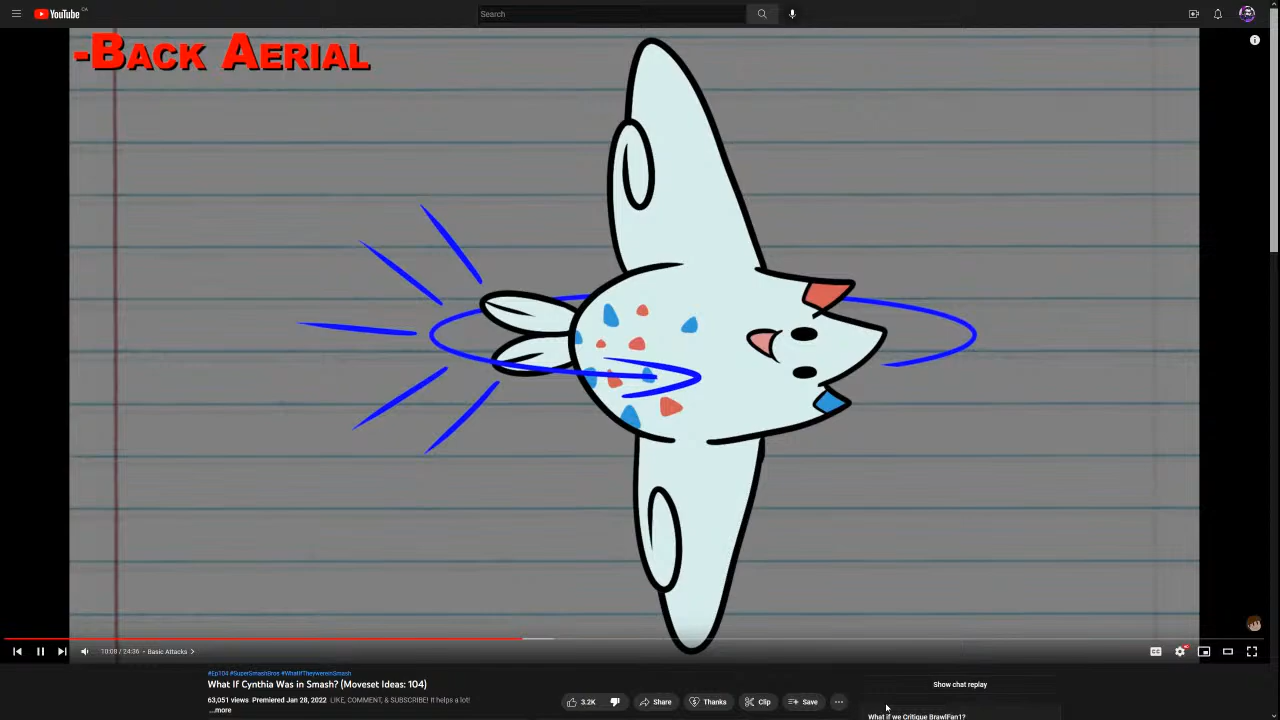 YouTube CA
Search
-BACK AERIAL
10:08 / 24:36 • Basic Attacks
#Ep104 #SuperSmashBros #WhatIfTheywereinSmash
What If Cynthia Was in Smash? (Moveset Ideas: 104)
63,051 views Premiered Jan 28, 2022 LIKE, COMMENT, & SUBSCRIBE! It helps a lot!
...more
3.2K
Share
Thanks
Clip
Save
Show chat replay
What if we Critique BrawlFan1?